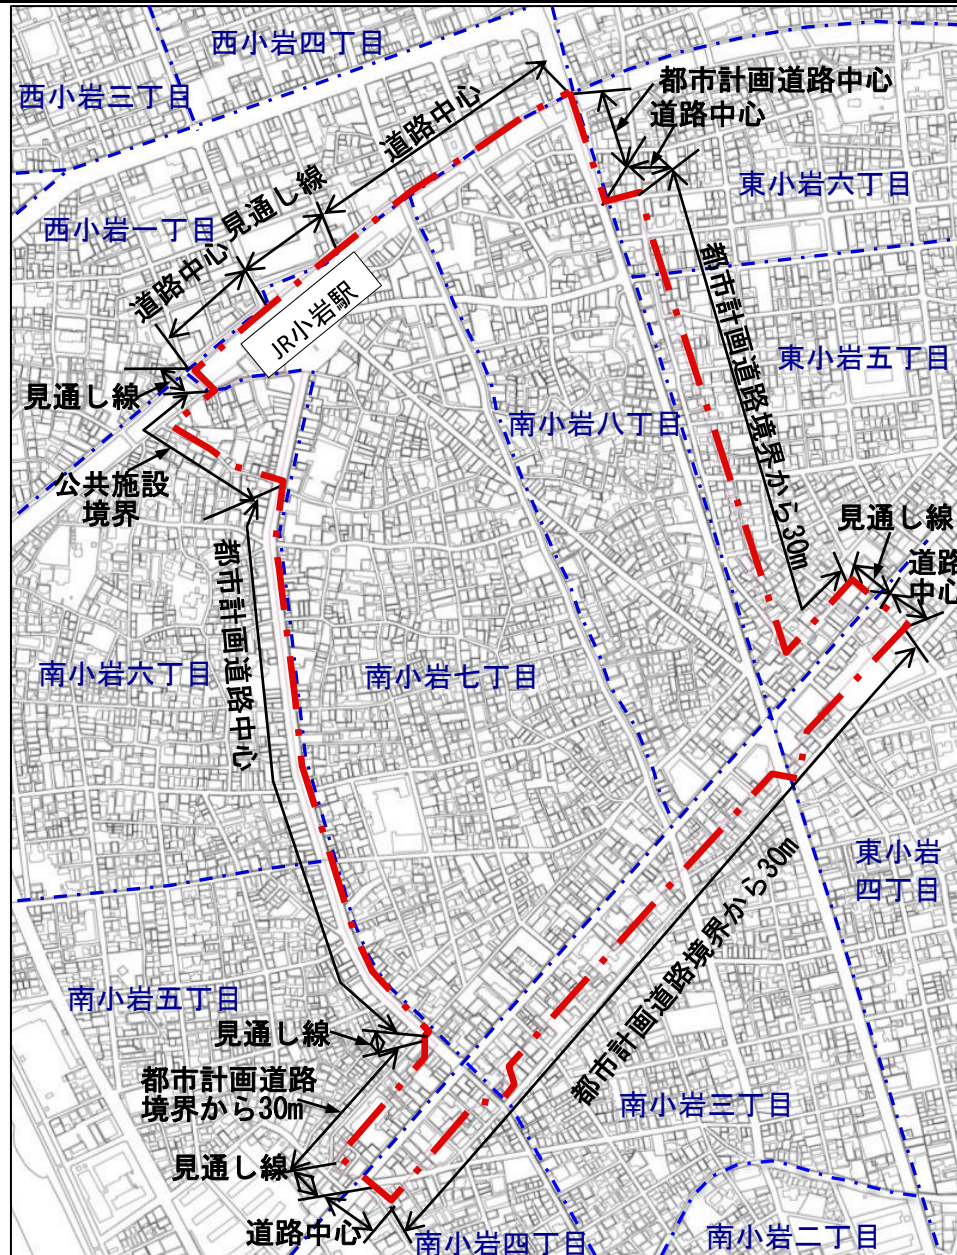 西小岩四丁目
西小岩三丁目
都市計画道路中心
道路中心
道路中心
東小岩六丁目
見通し線
西小岩一丁目
道路中心
都市計画道路境界から30m
JR小岩駅
東小岩五丁目
見通し線
南小岩八丁目
公共施設
境界
見通し線
都市計画道路中心
道路
中心
南小岩六丁目
南小岩七丁目
東小岩
四丁目
都市計画道路境界から30m
南小岩五丁目
見通し線
都市計画道路
境界から30m
南小岩三丁目
見通し線
道路中心
南小岩四丁目
南小岩二丁目